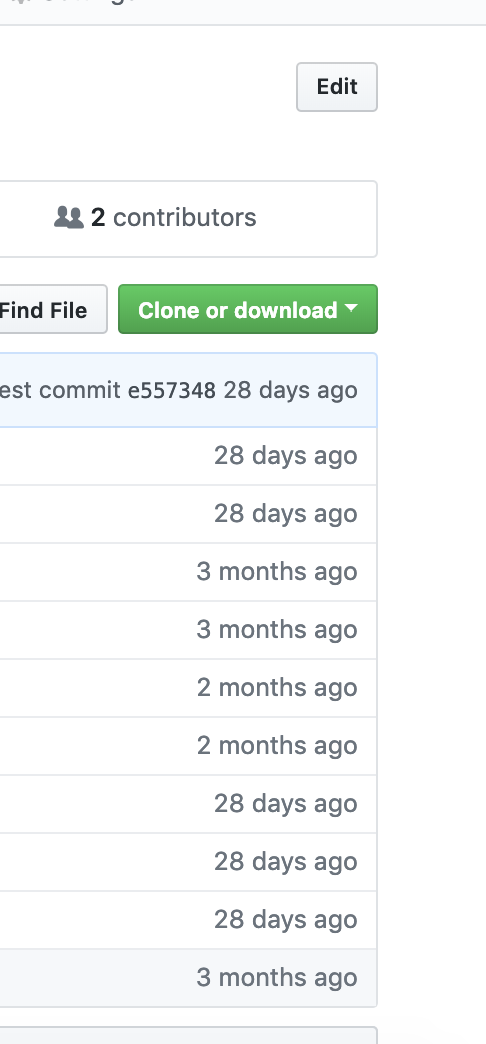 Edit
2 contributors
Find File
Clone or download
est commit e557348 28 days ago
28 days ago
28 days ago
3 months ago
3 months ago
2 months ago
2 months ago
28 days ago
28 days ago
28 days ago
3 months ago